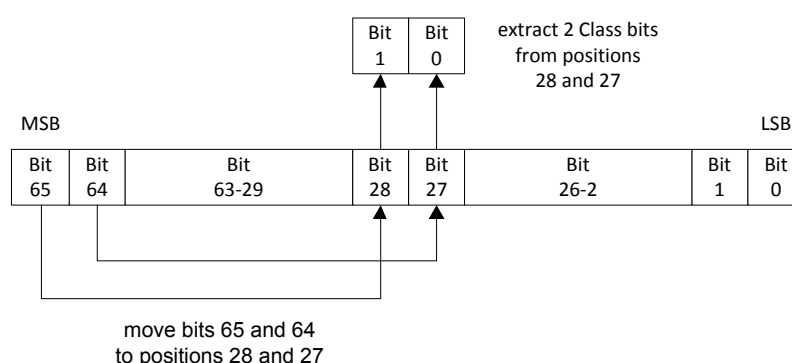 Bit Bit
1 0
extract 2 Class bits
from positions
28 and 27
MSB
LSB
Bit Bit Bit Bit Bit Bit Bit Bit
65 64 63-29 28 27 26-2 1 0
move bits 65 and 64
to positions 28 and 27